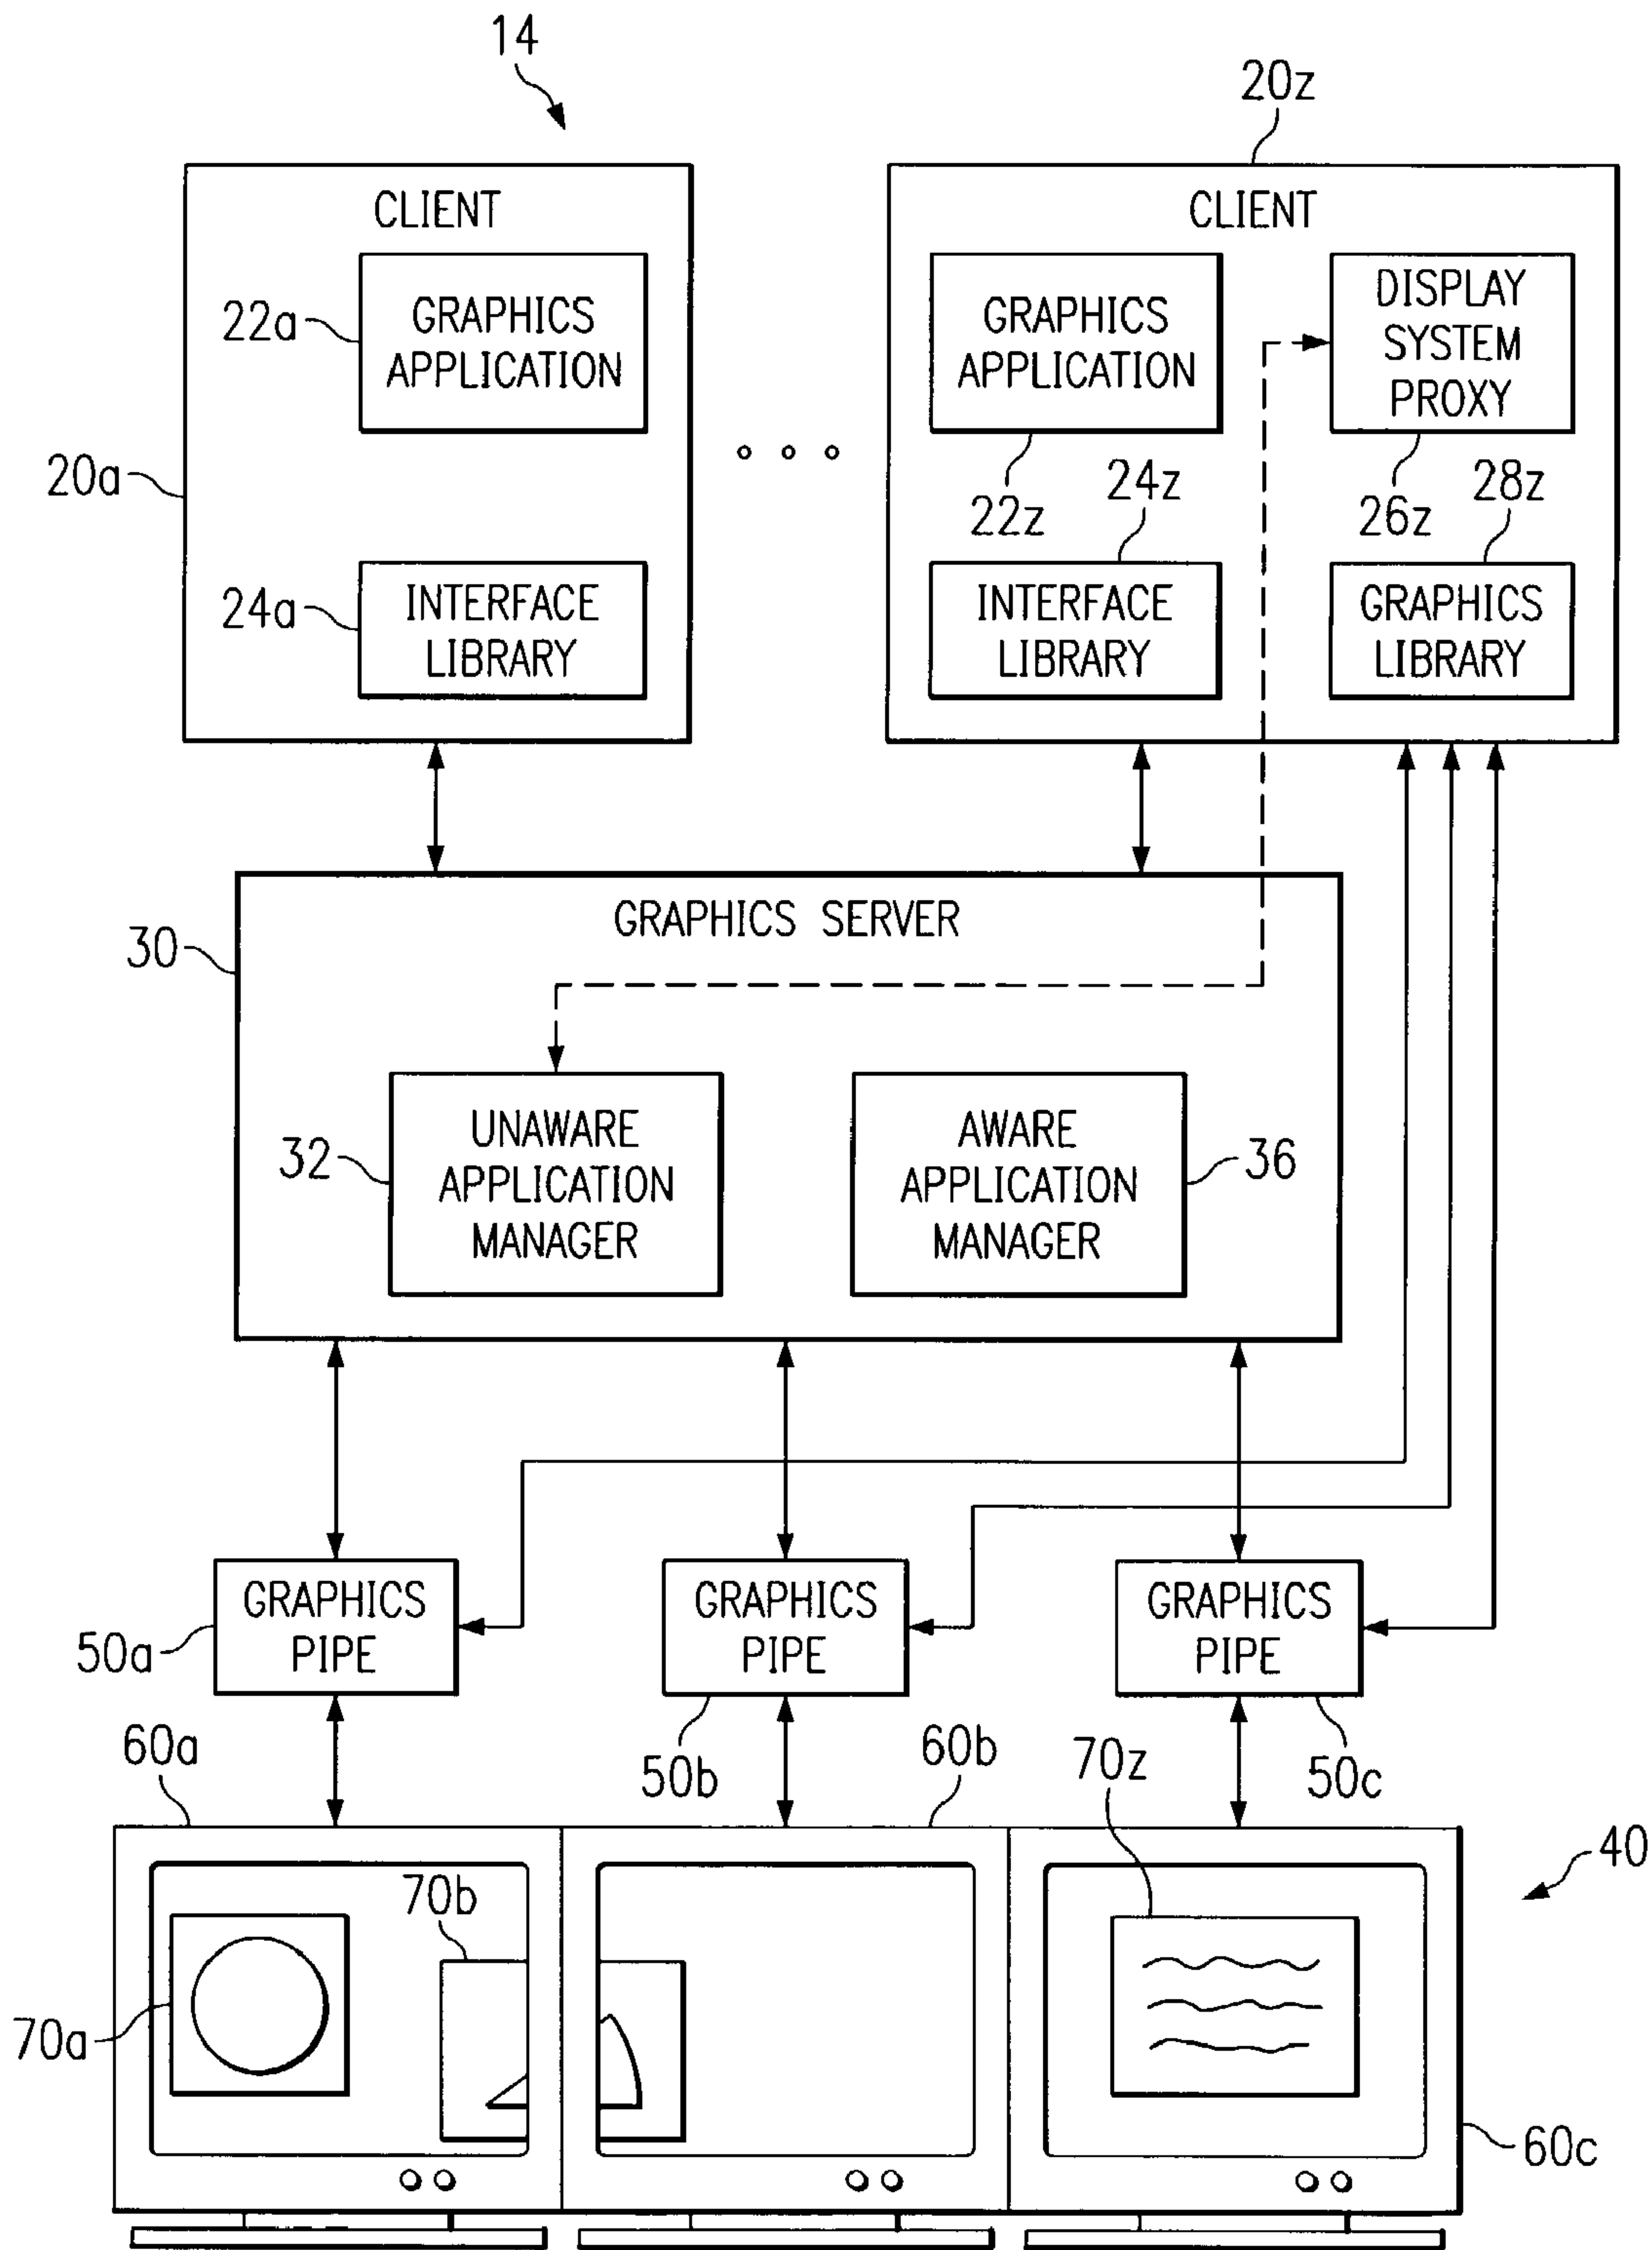 14
20z
CLIENT
CLIENT
22a
GRAPHICS
APPLICATION
GRAPHICS
APPLICATION
DISPLAY
SYSTEM
PROXY
20a
22z
24z
26z
28z
24a
INTERFACE
LIBRARY
INTERFACE
LIBRARY
GRAPHICS
LIBRARY
30
GRAPHICS SERVER
32
UNAWARE
APPLICATION
MANAGER
AWARE
APPLICATION
MANAGER
36
50a
GRAPHICS
PIPE
GRAPHICS
PIPE
GRAPHICS
PIPE
60a
50b
60b
70z
50c
40
70b
70a
60c